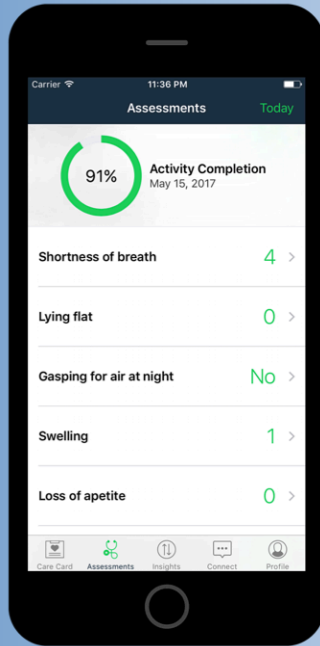 Carrier 11:36 PM
Assessments Today
91%
Activity Completion
May 15, 2017
Shortness of breath 4
Lying flat 0
Gasping for air at night No
Swelling 1
Loss of apetite 0
Care Card Assessments Insights Connect Profile